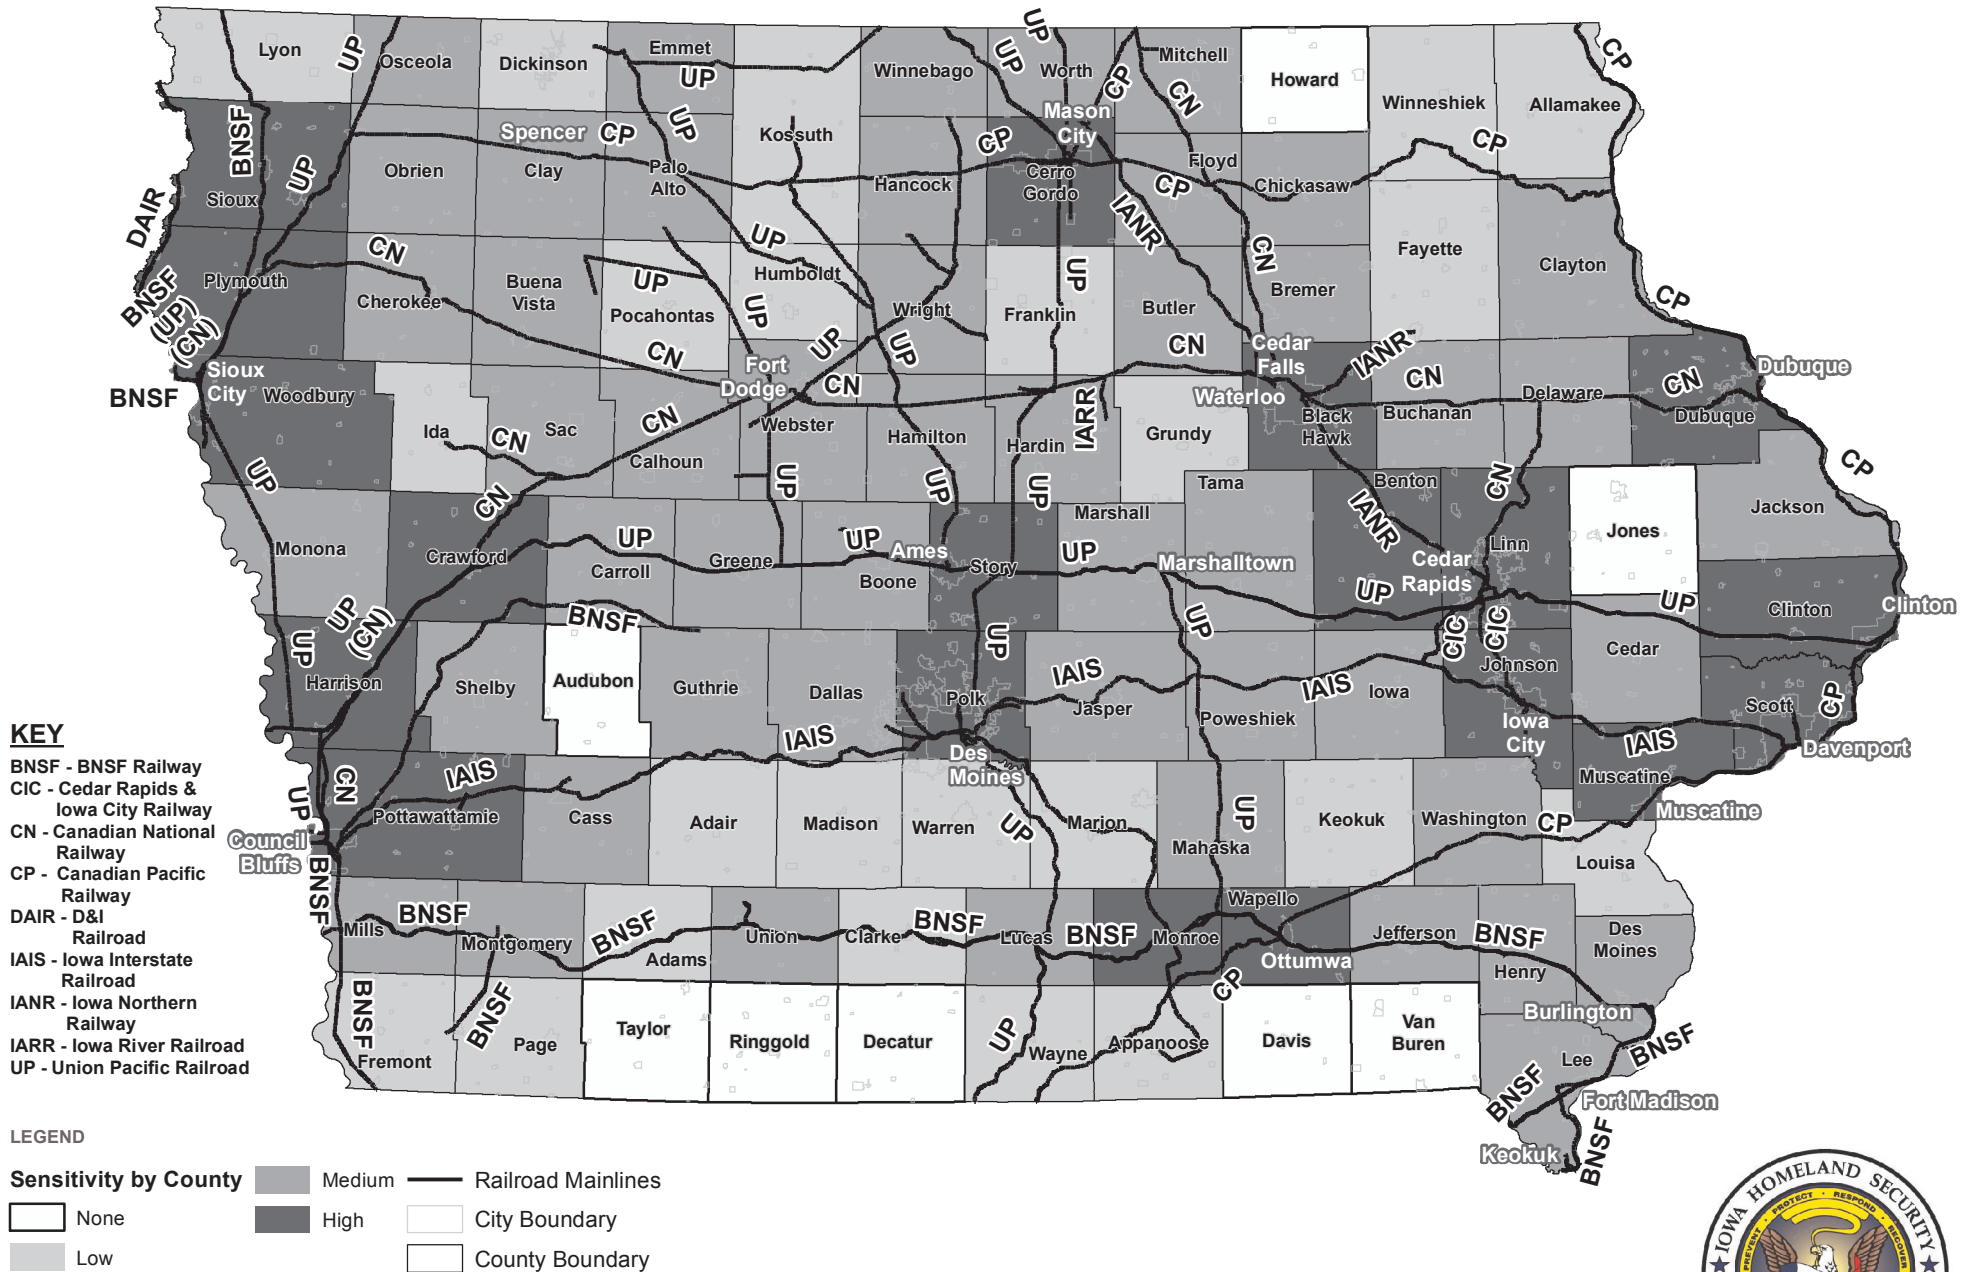 UP
UP
UP
CP
Lyon
UP
Osceola
Dickinson
Emmet
UP
Winnebago
Worth
CP
Mitchell
Howard
Winneshiek
Allamakee
CN
Mason
City
BNSF
Spencer
CP
UP
Kossuth
CP
CP
Sioux
UP
Obrien
Clay
Palo
Alto
Hancock
Cerro
Gordo
Floyd
CP
Chickasaw
DAIR
IANR
UP
CN
CN
Fayette
Clayton
Plymouth
Cherokee
Buena
Vista
UP
Pocahontas
Humboldt
UP
Wright
UP
Franklin
Butler
Bremer
CP
BNSF
(UP)
(CN)
CN
UP
UP
CN
Cedar
Falls
IANR
Fort
Dodge
CN
Sioux
City
BNSF
Woodbury
Waterloo
CN
Delaware
CN
Dubuque
Dubuque
Ida
CN
Sac
CN
Calhoun
Webster
Hamilton
Hardin
IARR
Grundy
Black
Hawk
Buchanan
CP
UP
CN
UP
UP
UP
Tama
Marshall
Benton
IANR
CN
Linn
Jones
Jackson
Monona
Crawford
UP
Carroll
Greene
UP
Boone
Ames
Story
UP
Marshalltown
Cedar
Rapids
UP
UP
Clinton
Clinton
UP
UP
(CN)
BNSF
UP
UP
CIC
CIC
Johnson
Cedar
Harrison
Shelby
Audubon
Guthrie
Dallas
Polk
IAIS
Jasper
Poweshiek
IAIS
Iowa
Iowa
City
Scott
CP
IAIS
Davenport
IAIS
Des
Moines
Muscatine
Muscatine
UP
CN
IAIS
Pottawattamie
Cass
Adair
Madison
Warren
UP
Marion
UP
Mahaska
Keokuk
Washington
CP
Louisa
Council
Bluffs
BNSF
Mills
BNSF
Montgomery
BNSF
Adams
Union
Clarke
BNSF
Lucas
BNSF
Monroe
Wapello
Ottumwa
Jefferson
BNSF
Henry
Des
Moines
CP
BNSF
Fremont
BNSF
Page
Taylor
Ringgold
Decatur
UP
Wayne
Appanoose
Davis
Van
Buren
Burlington
BNSF
Lee
BNSF
Fort Madison
Keokuk
BNSF
KEY
BNSF - BNSF Railway
CIC - Cedar Rapids &
Iowa City Railway
CN - Canadian National
Railway
CP - Canadian Pacific
Railway
DAIR - D&I
Railroad
IAIS - Iowa Interstate
Railroad
IANR - Iowa Northern
Railway
IARR - Iowa River Railroad
UP - Union Pacific Railroad
LEGEND
Sensitivity by County
None
Low
Medium
High
Railroad Mainlines
City Boundary
County Boundary
IOWA HOMELAND SECURITY
PREVENT · PROTECT · RESPOND · RECOVER